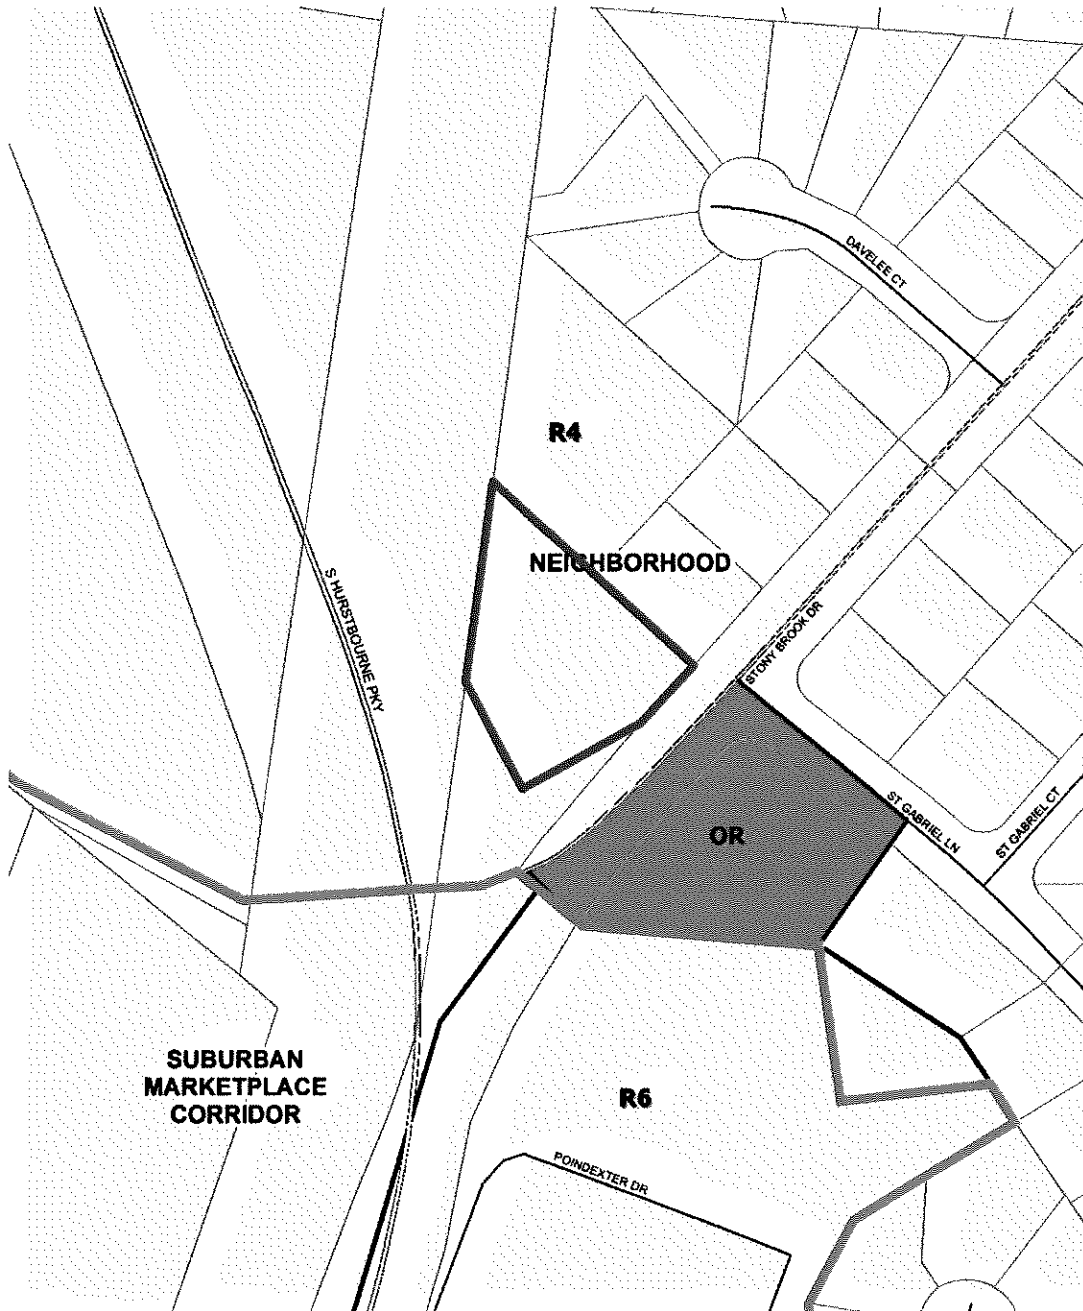 DAVELEE CT
R4
NEIGHBORHOOD
S HURSTBOURNE PKY
STONY BROOK DR
ST GABRIEL LN
ST GABRIEL CT
OR
SUBURBAN
MARKETPLACE
CORRIDOR
R6
POINDEXTER DR